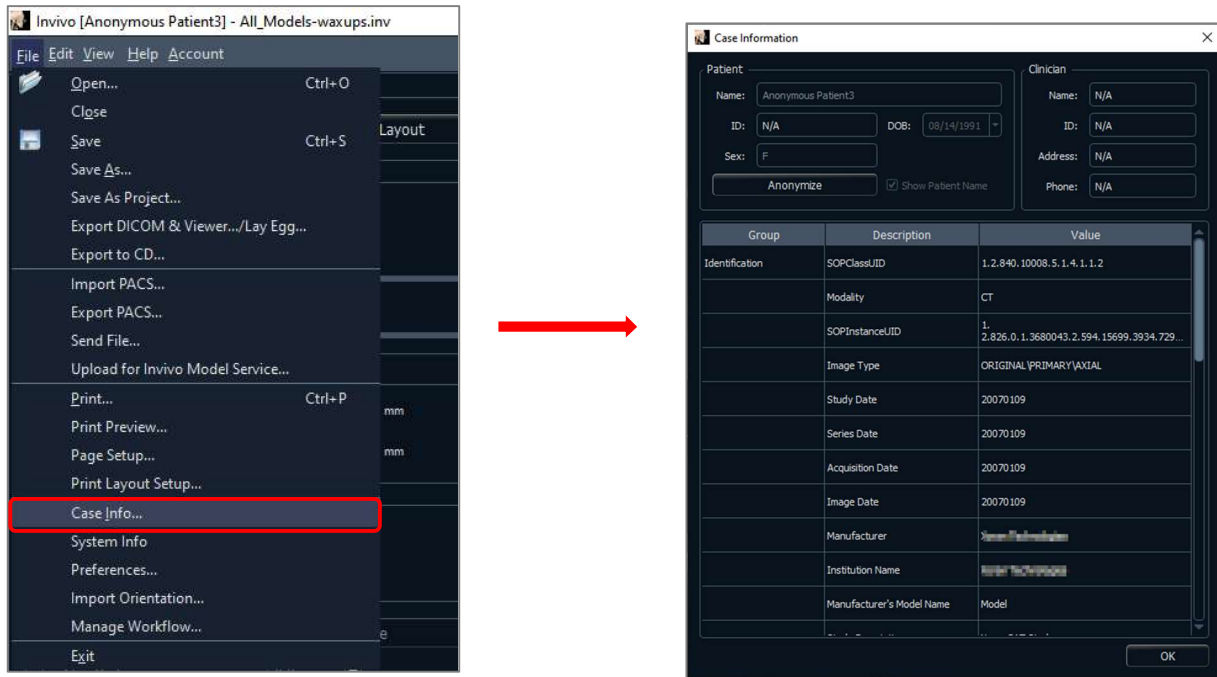 Invivo [Anonymous Patient3] - All_Models-waxups.inv
File Edit View Help Account
Open... Ctrl+O
Close
Save Ctrl+S
Save As...
Save As Project...
Export DICOM & Viewer.../Lay Egg...
Export to CD...
Import PACS...
Export PACS...
Send File...
Upload for Invivo Model Service...
Print... Ctrl+P
Print Preview...
Page Setup...
Print Layout Setup...
Case Info...
System Info
Preferences...
Import Orientation...
Manage Workflow...
Exit
Layout
mm
mm
e
Case Information
Patient
Name: Anonymous Patient3
ID: N/A DOB: 08/14/1991
Sex: F
Anonymize Show Patient Name
Clinician
Name: N/A
ID: N/A
Address: N/A
Phone: N/A
Group Description Value
Identification SOPClassUID 1.2.840.10008.5.1.4.1.1.2
Modality CT
SOPInstanceUID 1.
2.826.0.1.3680043.2.594.15699.3934.729...
Image Type ORIGINAL\PRIMARY\AXIAL
Study Date 20070109
Series Date 20070109
Acquisition Date 20070109
Image Date 20070109
Manufacturer
Institution Name
Manufacturer's Model Name Model
OK